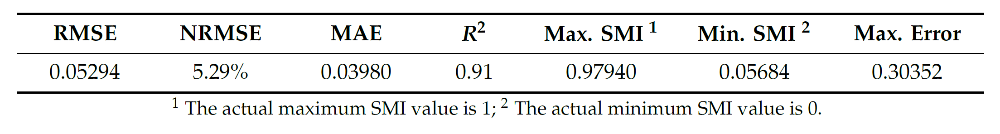 RMSE NRMSE MAE R² Max. SMI ¹ Min. SMI ² Max. Error
0.05294 5.29% 0.03980 0.91 0.97940 0.05684 0.30352
¹ The actual maximum SMI value is 1; ² The actual minimum SMI value is 0.